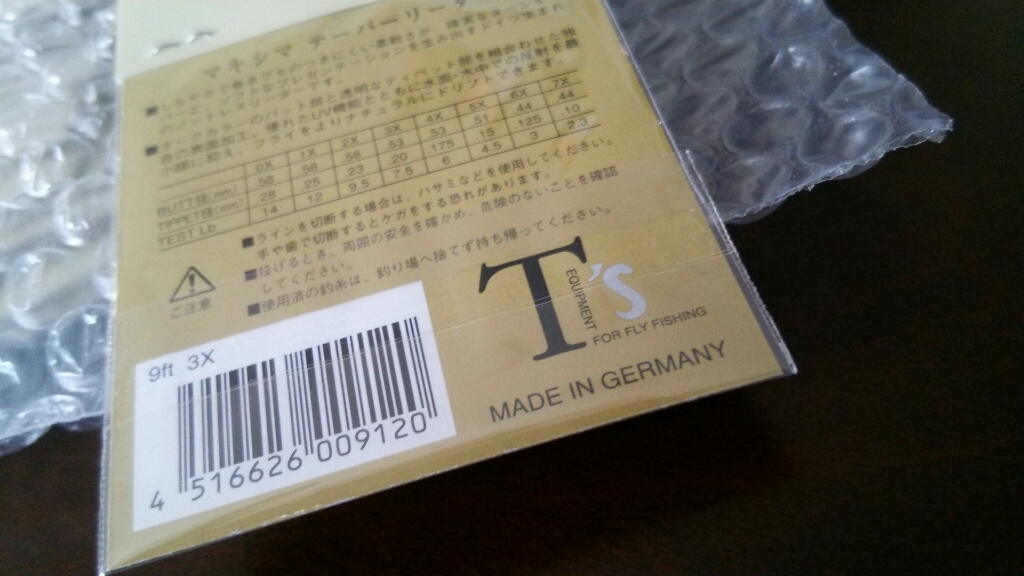 マキシマ テーパーリーダー
0X 1X 2X 3X 4X 5X 6X 7X
BUTT径(mm) 58 58 56 53 53 51 44 44
TIPPET径(mm) 28 25 23 20 175 15 125 10
TEST Lb 14 12 9.5 7.5 6 4.5 3 2.3
■ラインを切断する場合は、ハサミなどを使用してください。
手や歯で切断するとケガをする恐れがあります。
■投げるとき、周囲の安全を確かめ、危険のないことを確認
してください。
■使用済の釣糸は、釣り場へ捨てず持ち帰ってください。
ご注意
T's
EQUIPMENT
FOR FLY FISHING
MADE IN GERMANY
9ft 3X
4 516626 009120